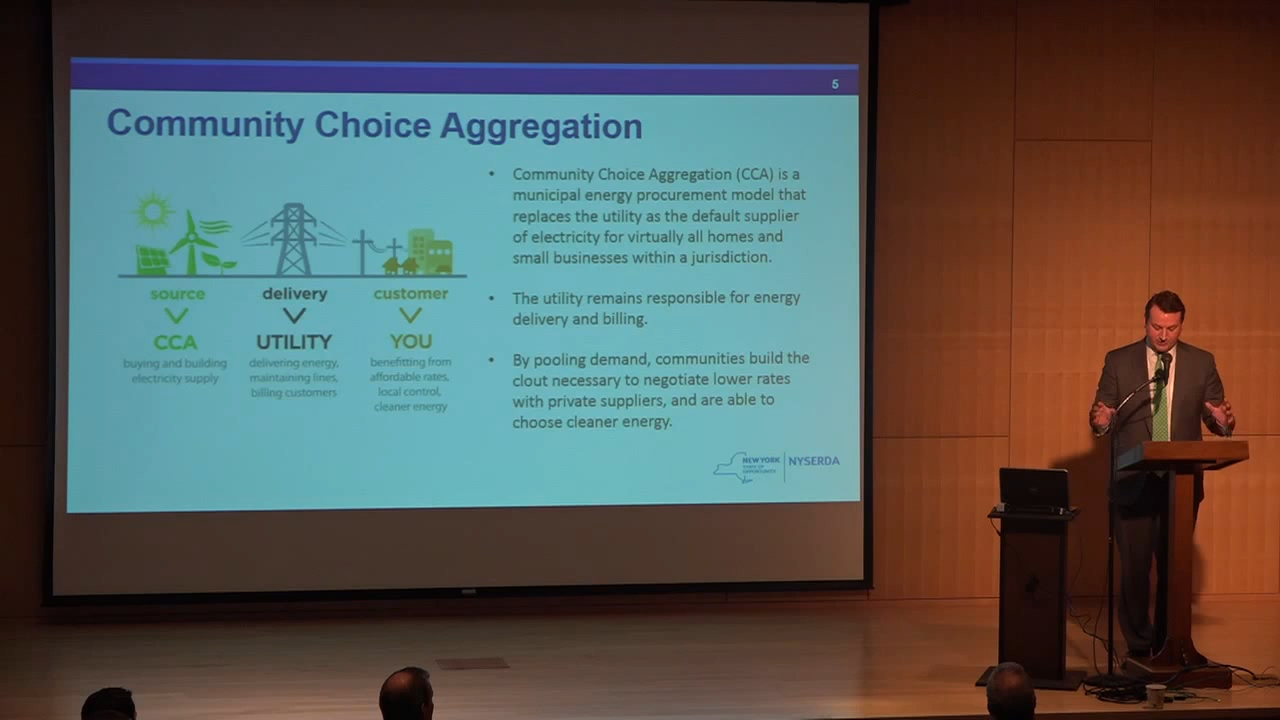 5
Community Choice Aggregation
source
CCA
buying and building
electricity supply
delivery
UTILITY
delivering energy,
maintaining lines,
billing customers
customer
YOU
benefitting from
affordable rates,
local control,
cleaner energy
• Community Choice Aggregation (CCA) is a
municipal energy procurement model that
replaces the utility as the default supplier
of electricity for virtually all homes and
small businesses within a jurisdiction.
• The utility remains responsible for energy
delivery and billing.
• By pooling demand, communities build the
clout necessary to negotiate lower rates
with private suppliers, and are able to
choose cleaner energy.
NEW YORK
STATE OF
OPPORTUNITY
NYSERDA